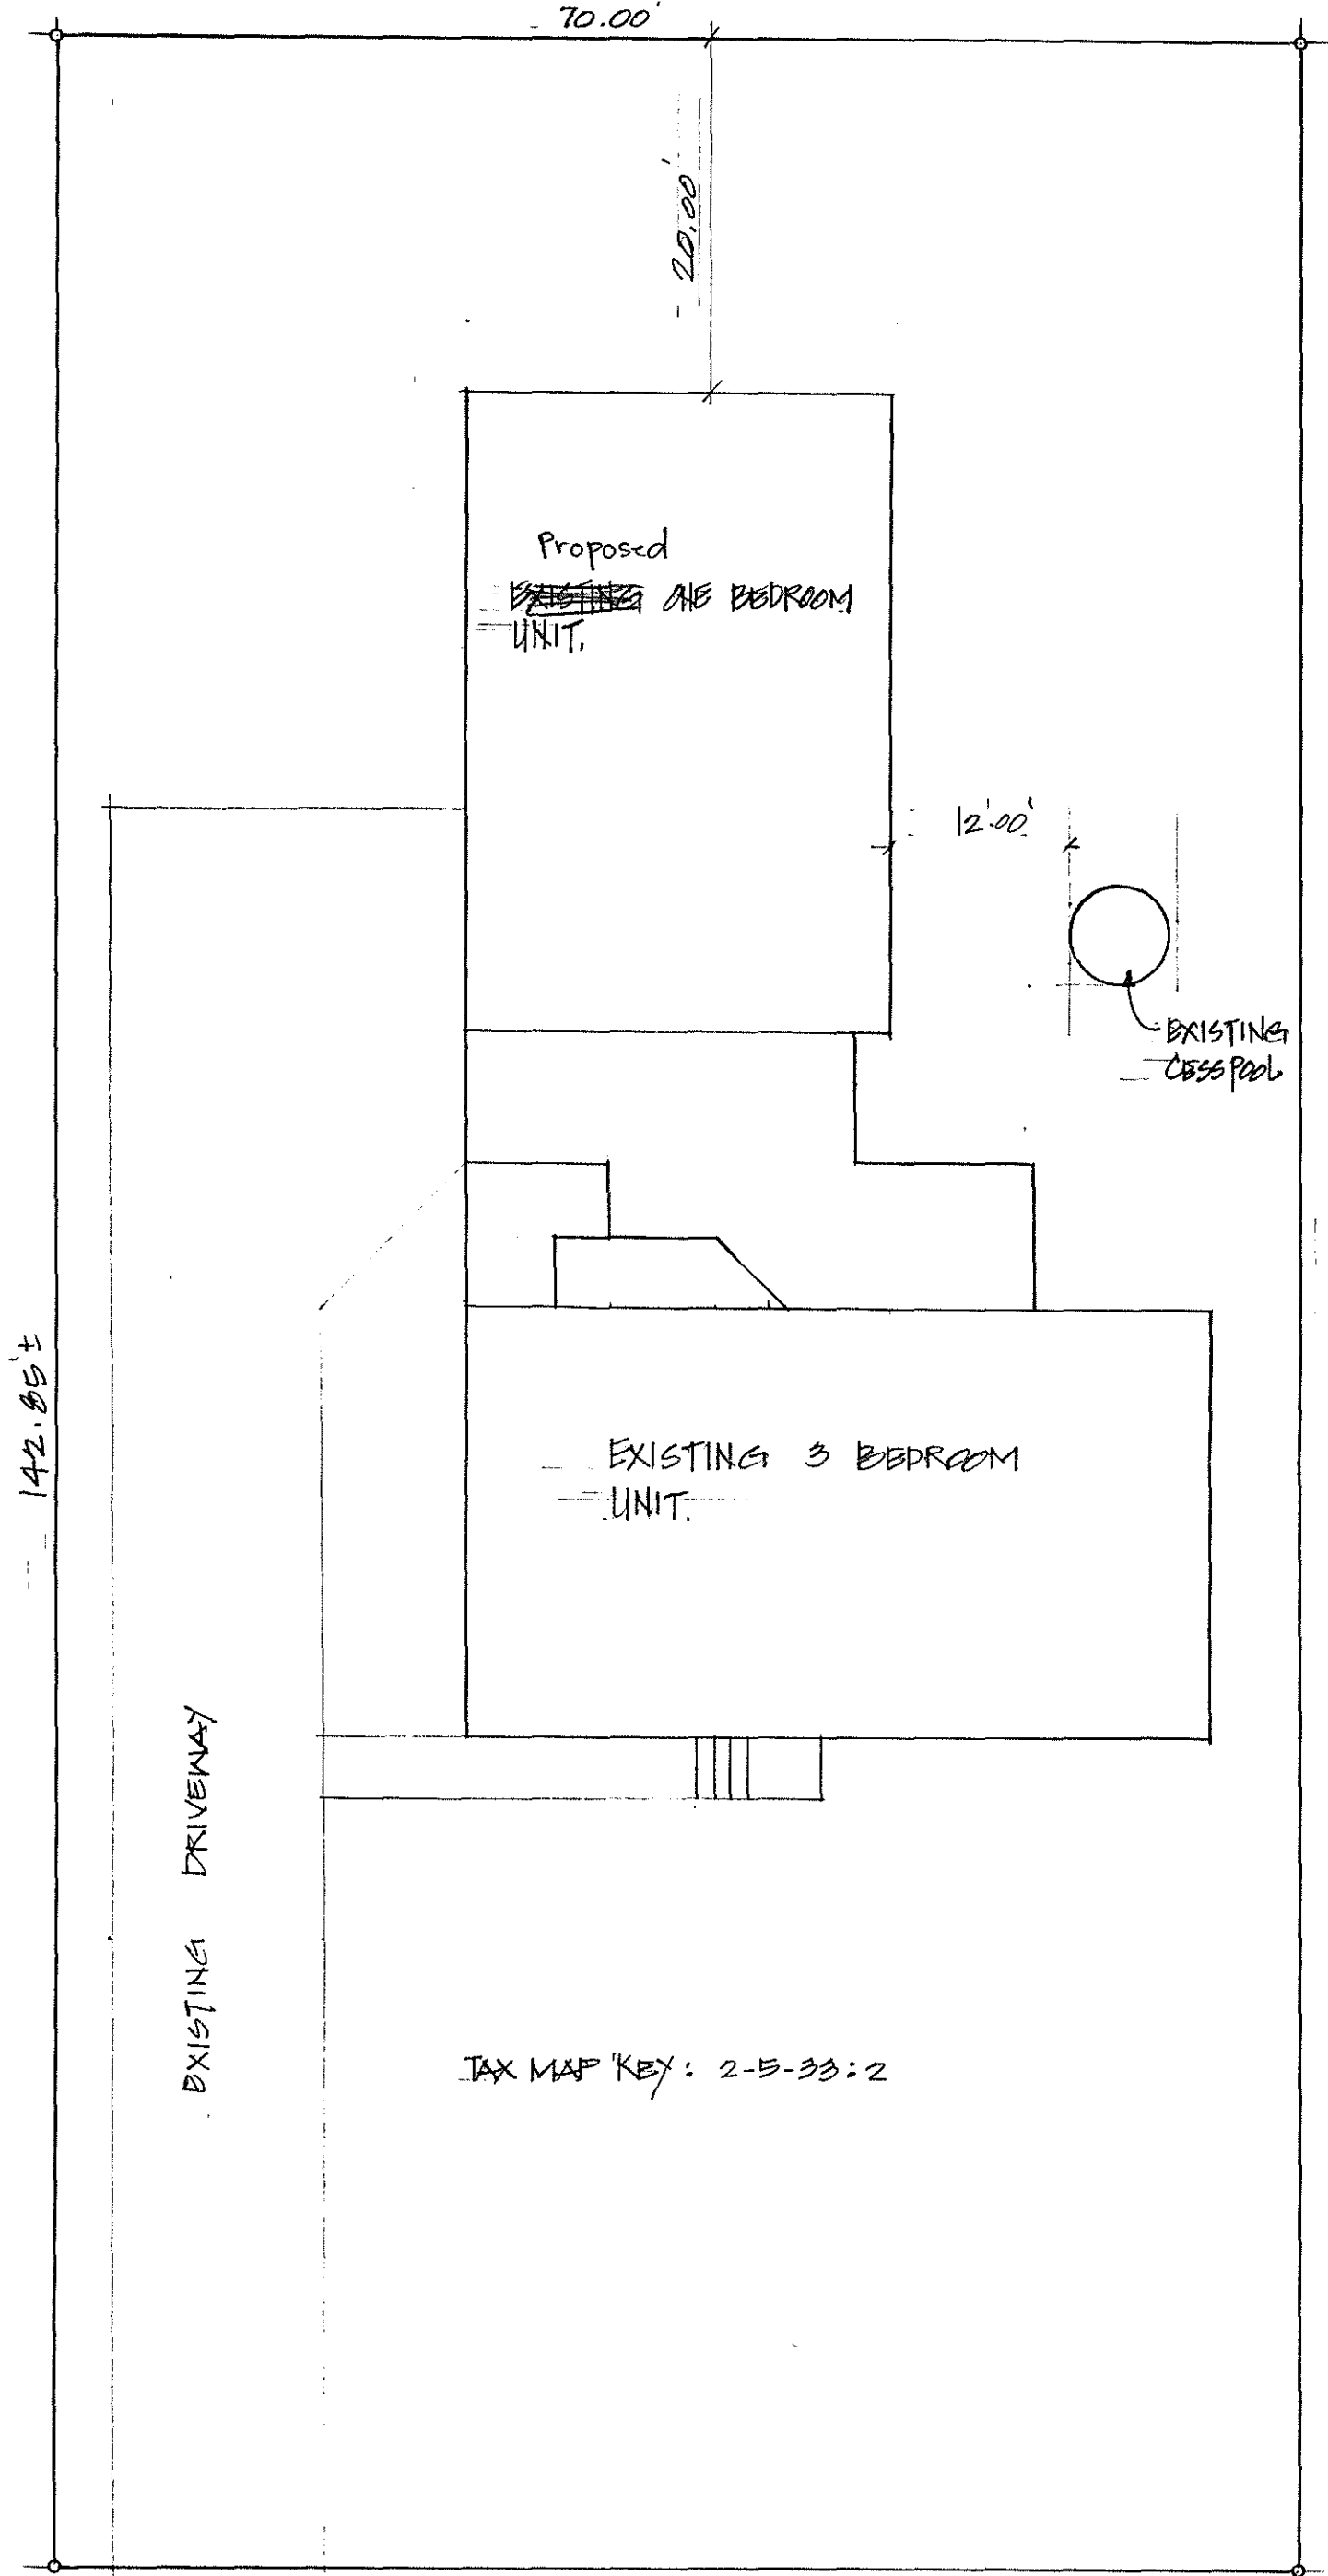 70.00'
20.00'
Proposed
EXISTING ONE BEDROOM
UNIT.
12'.00'
EXISTING
CESSPOOL
142.85'±
EXISTING 3 BEDROOM
UNIT.
EXISTING DRIVEWAY
TAX MAP KEY: 2-5-33:2